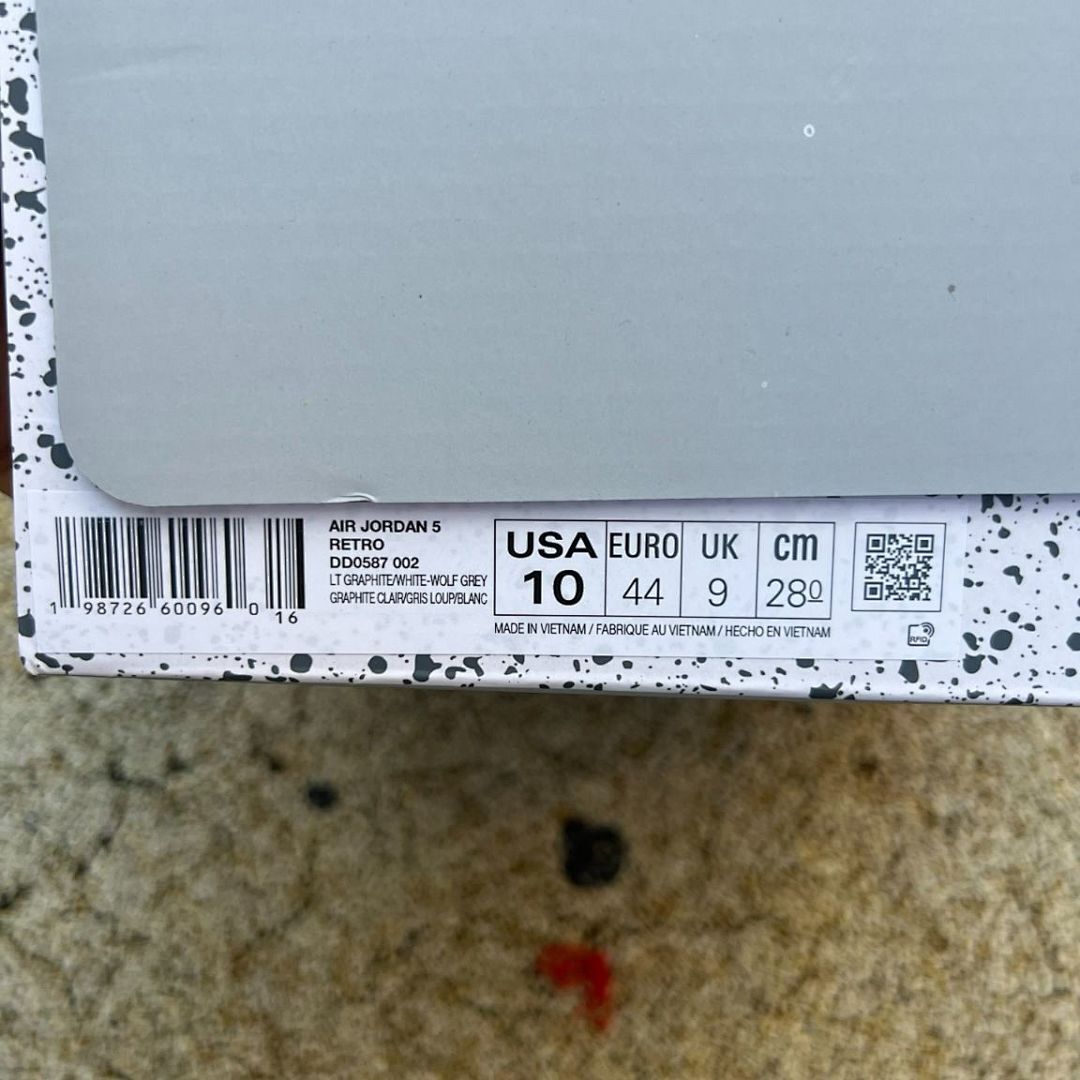 AIR JORDAN 5
RETRO
DD0587 002
LT GRAPHITE/WHITE-WOLF GREY
GRAPHITE CLAIR/GRIS LOUP/BLANC
1 98726 60096 0
16
USA EURO UK cm
10 44 9 280
MADE IN VIETNAM / FABRIQUE AU VIETNAM / HECHO EN VIETNAM
RFID